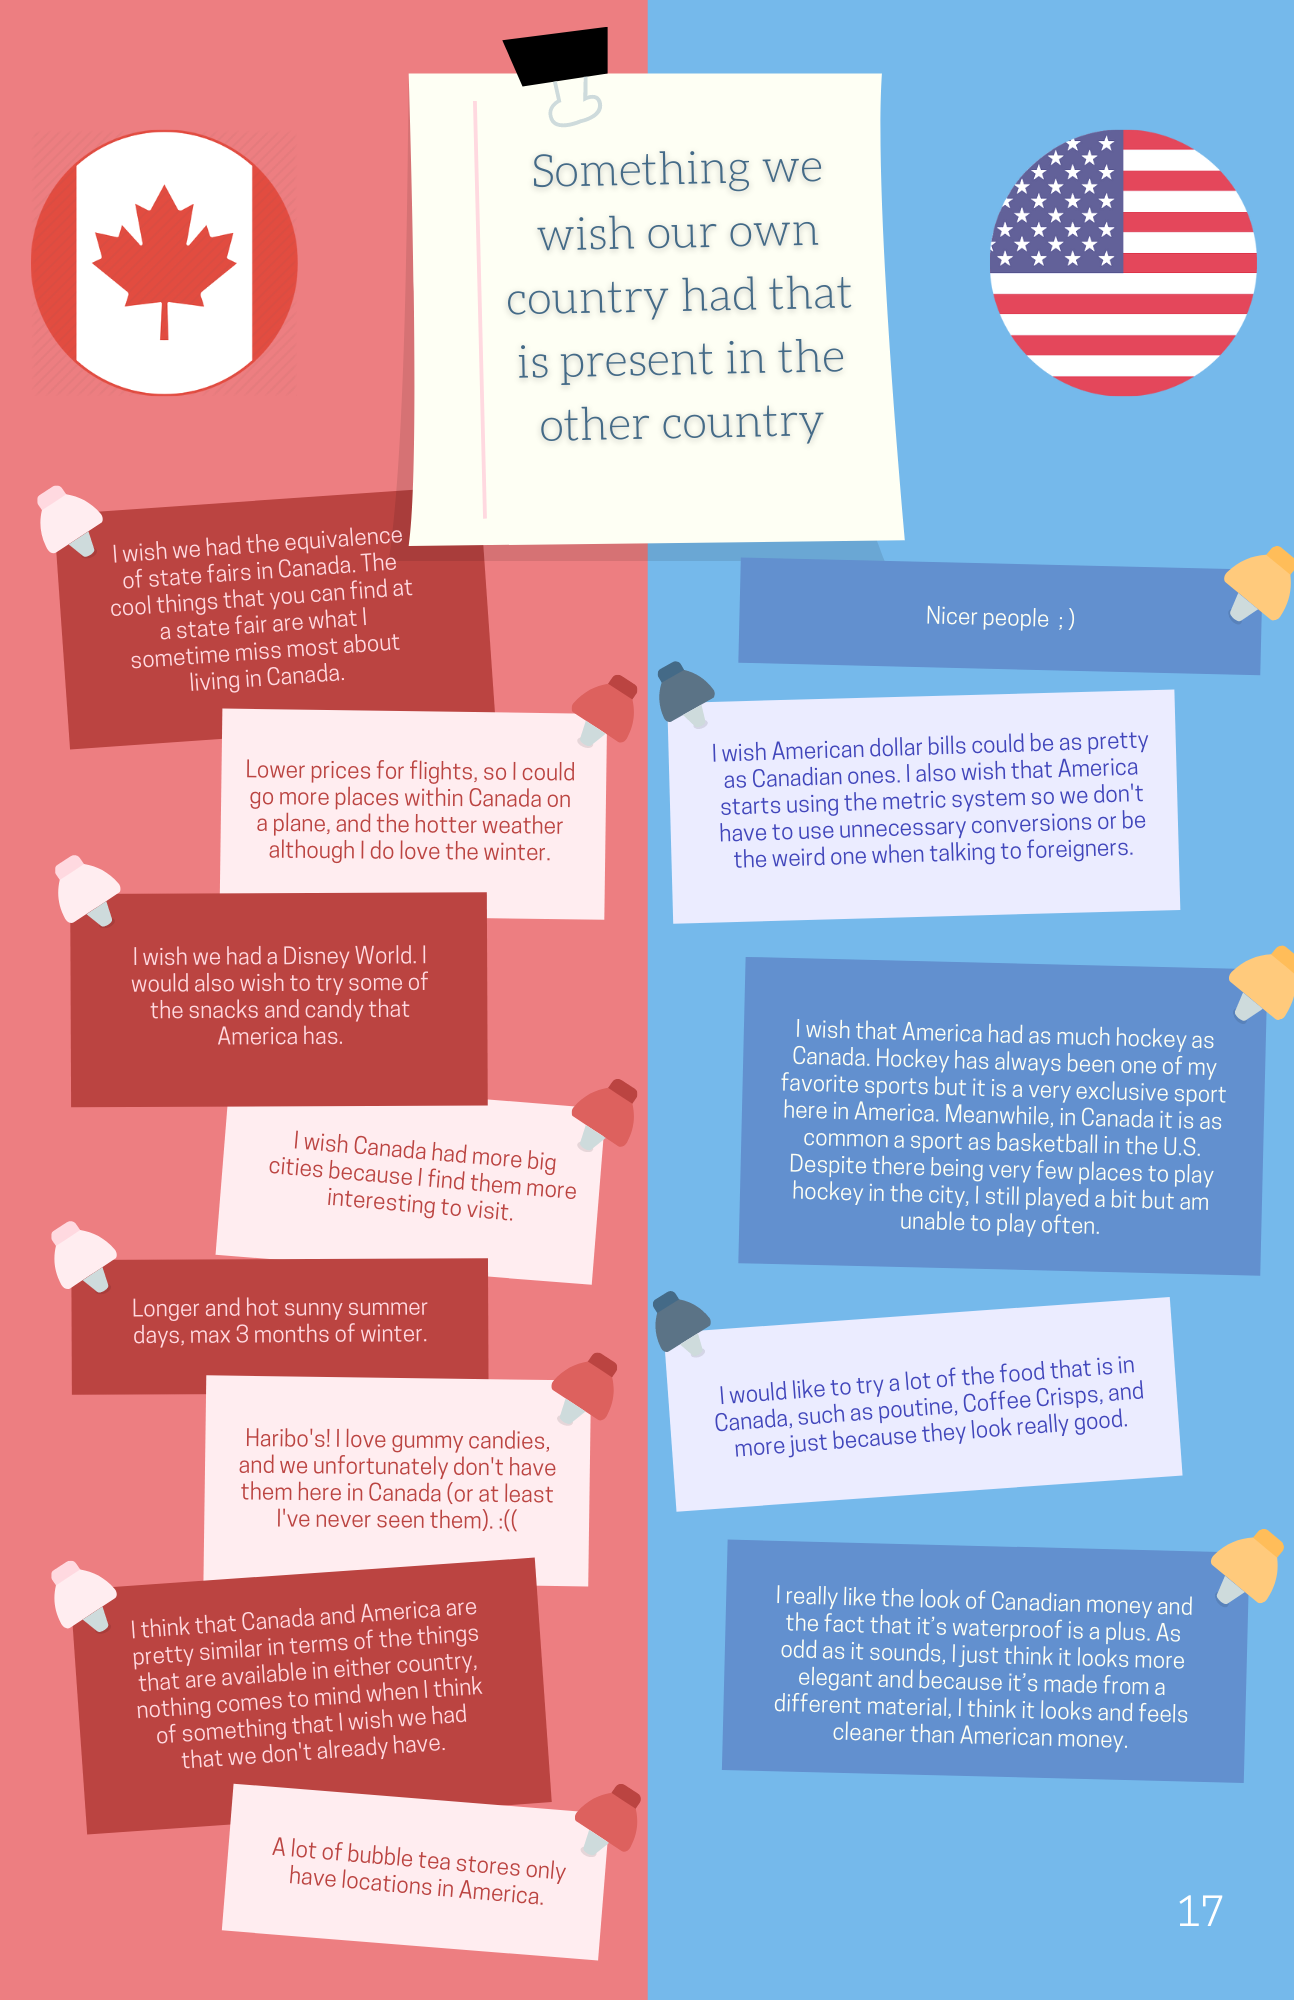 Something we
wish our own
country had that
is present in the
other country
I wish we had the equivalence
of state fairs in Canada. The
cool things that you can find at
a state fair are what I
sometime miss most about
living in Canada.
Lower prices for flights, so I could
go more places within Canada on
a plane, and the hotter weather
although I do love the winter.
I wish we had a Disney World. I
would also wish to try some of
the snacks and candy that
America has.
I wish Canada had more big
cities because I find them more
interesting to visit.
Longer and hot sunny summer
days, max 3 months of winter.
Haribo's! I love gummy candies,
and we unfortunately don't have
them here in Canada (or at least
I've never seen them). :((
I think that Canada and America are
pretty similar in terms of the things
that are available in either country,
nothing comes to mind when I think
of something that I wish we had
that we don't already have.
A lot of bubble tea stores only
have locations in America.
Nicer people  ; )
I wish American dollar bills could be as pretty
as Canadian ones. I also wish that America
starts using the metric system so we don't
have to use unnecessary conversions or be
the weird one when talking to foreigners.
I wish that America had as much hockey as
Canada. Hockey has always been one of my
favorite sports but it is a very exclusive sport
here in America. Meanwhile, in Canada it is as
common a sport as basketball in the U.S.
Despite there being very few places to play
hockey in the city, I still played a bit but am
unable to play often.
I would like to try a lot of the food that is in
Canada, such as poutine, Coffee Crisps, and
more just because they look really good.
I really like the look of Canadian money and
the fact that it’s waterproof is a plus. As
odd as it sounds, I just think it looks more
elegant and because it’s made from a
different material, I think it looks and feels
cleaner than American money.
17